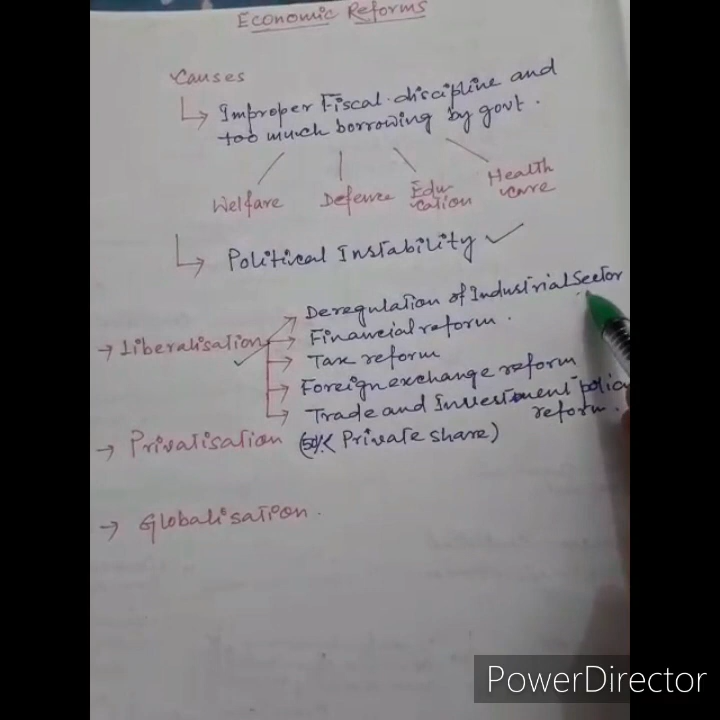 Economic Reforms
Causes
Improper Fiscal discipline and
too much borrowing by govt.
Welfare Defence Edu- Health
cation care
Political Instability ✓
→ Liberalisation
Deregulation of Industrial Sector
Financial reform.
Tax reform
Foreign exchange reform
Trade and Investment polic
reform.
→ Privatisation (50% < Private share)
→ Globalisation.
PowerDirector